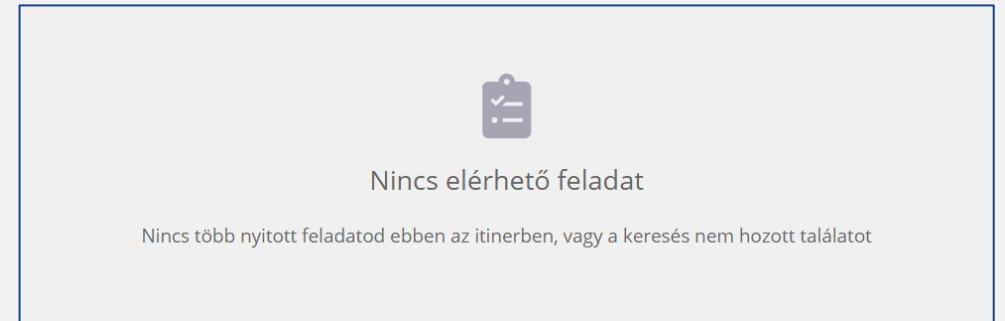 Nincs elérhető feladat
Nincs több nyitott feladatod ebben az itinerben, vagy a keresés nem hozott találatot